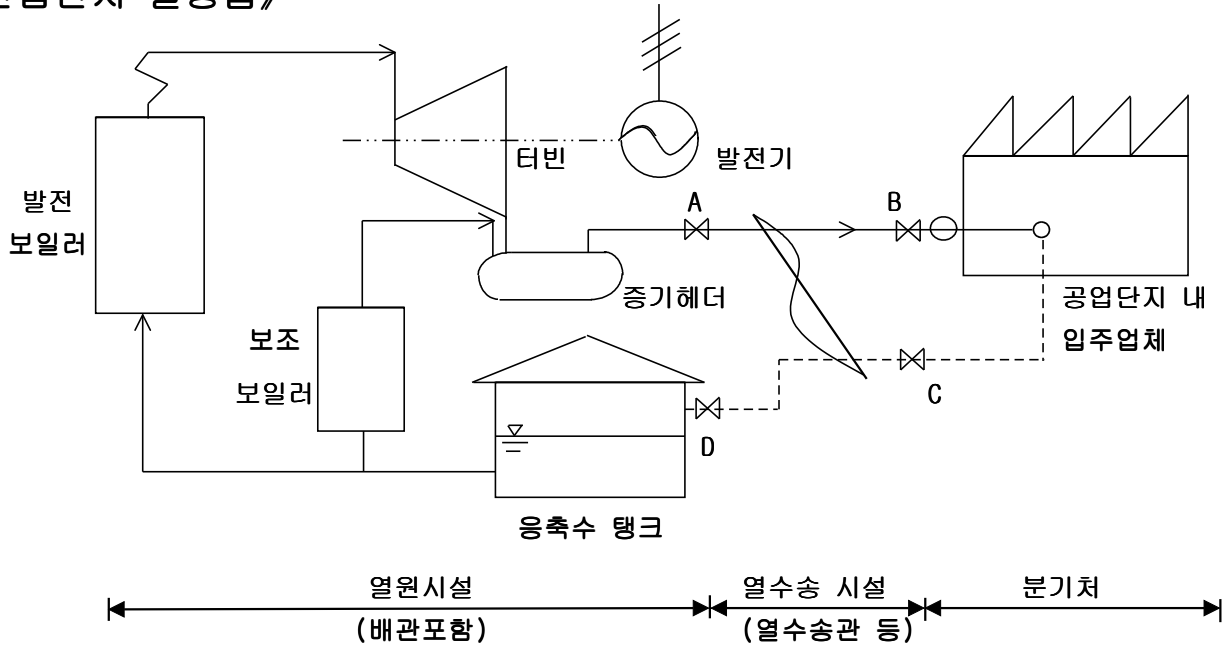 터빈
발전기
발전
보일러
A
B
증기헤더
공업단지 내
입주업체
보조
보일러
C
D
응축수 탱크
열원시설
(배관포함)
열수송 시설
(열수송관 등)
분기처